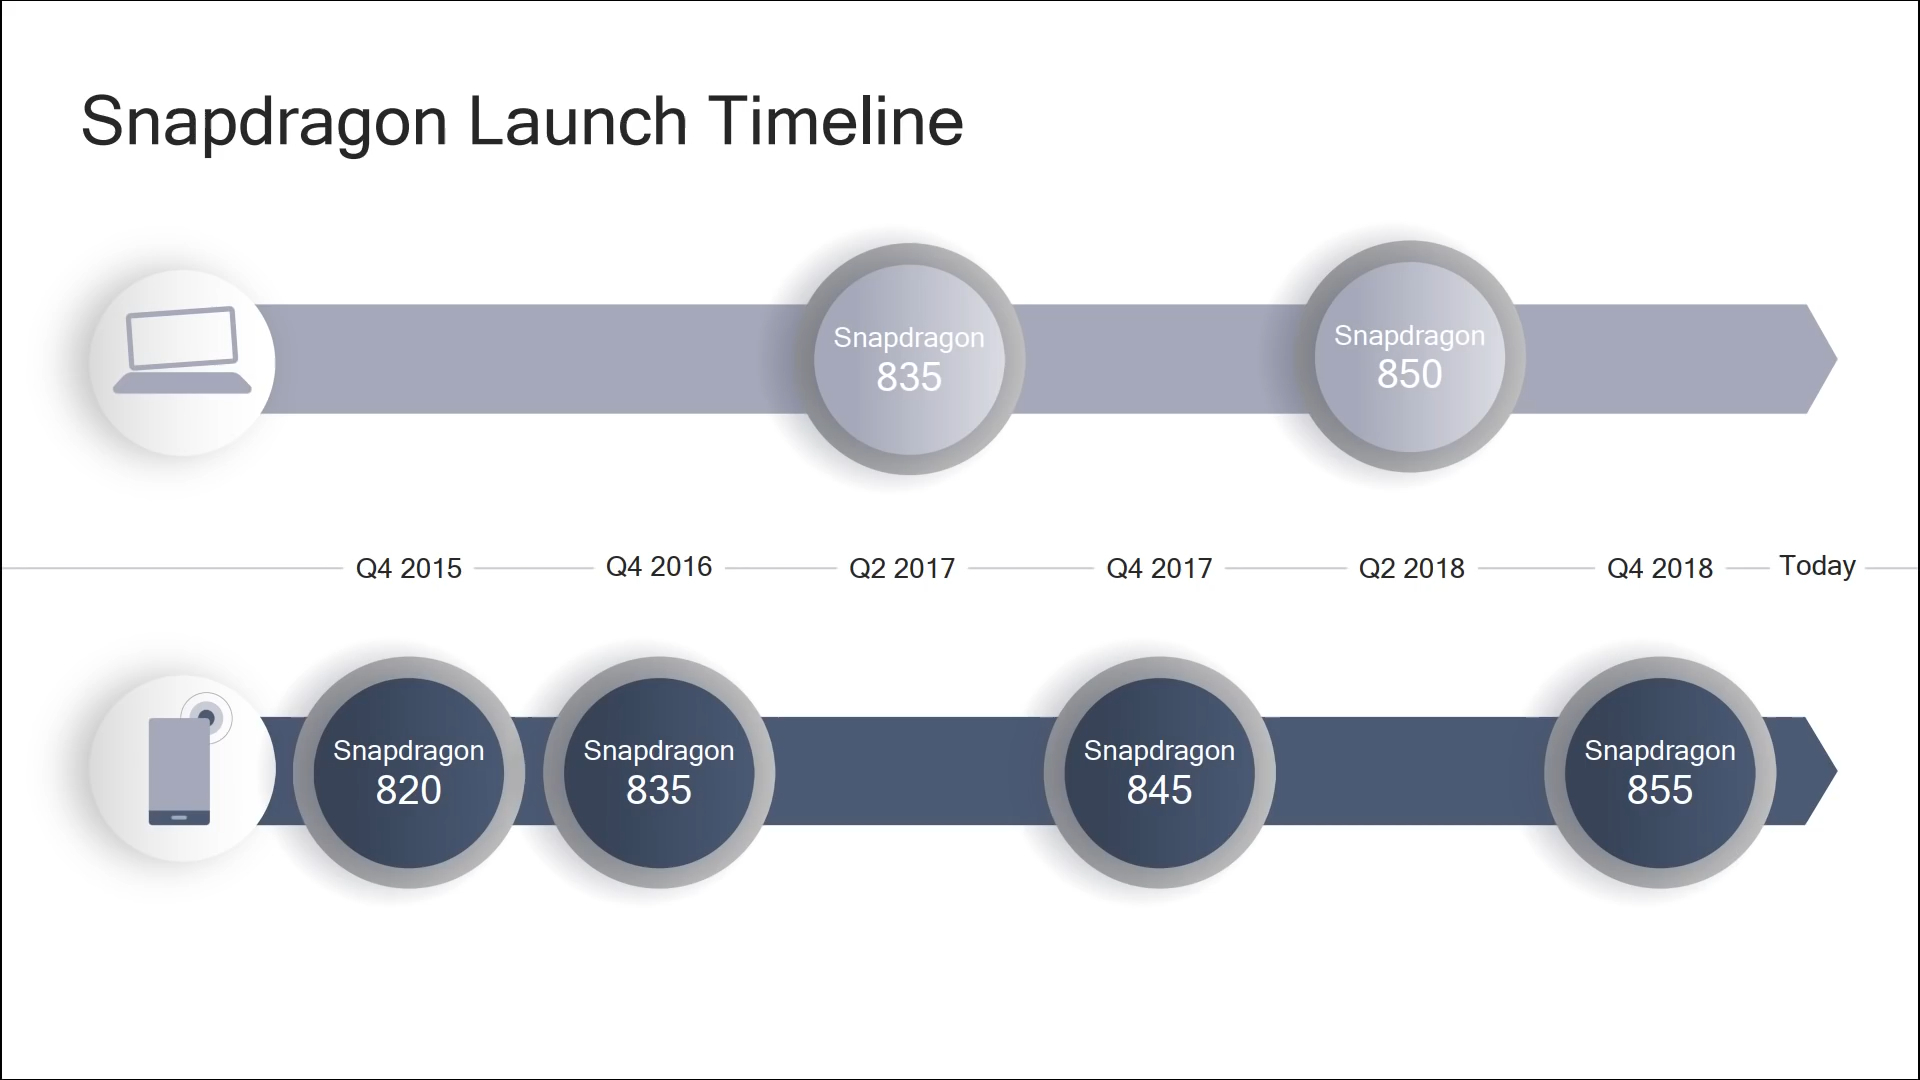 Snapdragon Launch Timeline
Snapdragon
835
Snapdragon
850
Q4 2015
Q4 2016
Q2 2017
Q4 2017
Q2 2018
Q4 2018
Today
Snapdragon
820
Snapdragon
835
Snapdragon
845
Snapdragon
855